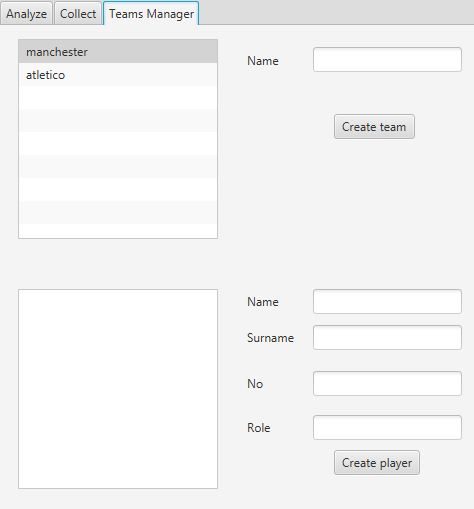 Analyze Collect Teams Manager
manchester
atletico
Name
Create team
Name
Surname
No
Role
Create player